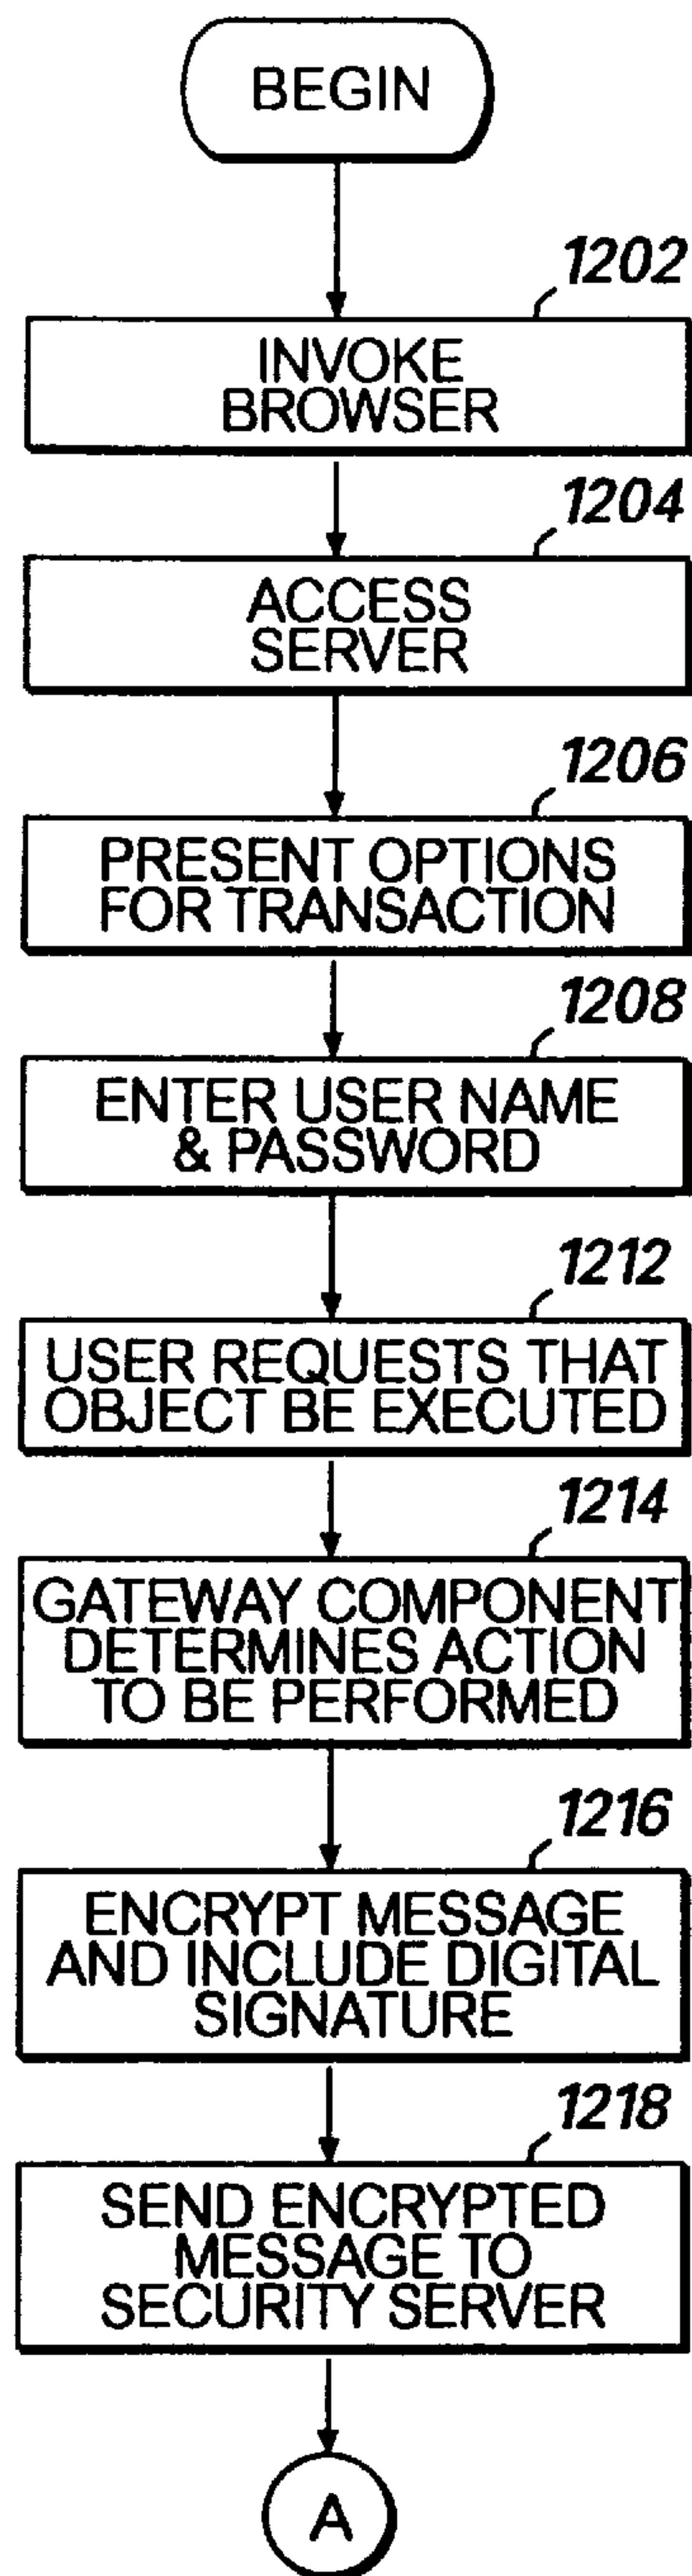 BEGIN
1202
INVOKE
BROWSER
1204
ACCESS
SERVER
1206
PRESENT OPTIONS
FOR TRANSACTION
1208
ENTER USER NAME
& PASSWORD
1212
USER REQUESTS THAT
OBJECT BE EXECUTED
1214
GATEWAY COMPONENT
DETERMINES ACTION
TO BE PERFORMED
1216
ENCRYPT MESSAGE
AND INCLUDE DIGITAL
SIGNATURE
1218
SEND ENCRYPTED
MESSAGE TO
SECURITY SERVER
A